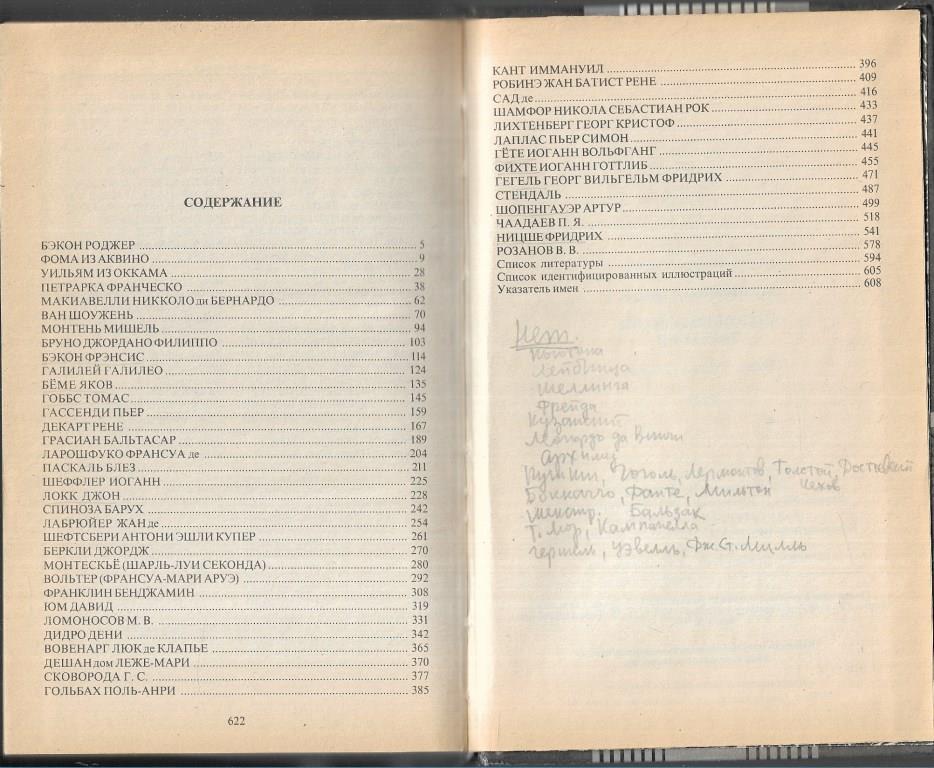 СОДЕРЖАНИЕ
БЭКОН РОДЖЕР 5
ФОМА ИЗ АКВИНО 9
УИЛЬЯМ ИЗ ОККАМА 28
ПЕТРАРКА ФРАНЧЕСКО 38
МАКИАВЕЛЛИ НИККОЛО ди БЕРНАРДО 62
ВАН ШОУЖЕНЬ 70
МОНТЕНЬ МИШЕЛЬ 94
БРУНО ДЖОРДАНО ФИЛИППО 103
БЭКОН ФРЭНСИС 114
ГАЛИЛЕЙ ГАЛИЛЕО 124
БЁМЕ ЯКОВ 135
ГОББС ТОМАС 145
ГАССЕНДИ ПЬЕР 159
ДЕКАРТ РЕНЕ 167
ГРАСИАН БАЛЬТАСАР 189
ЛАРОШФУКО ФРАНСУА де 204
ПАСКАЛЬ БЛЕЗ 211
ШЕФФЛЕР ИОГАНН 225
ЛОКК ДЖОН 228
СПИНОЗА БАРУХ 242
ЛАБРЮЙЕР ЖАН де 254
ШЕФТСБЕРИ АНТОНИ ЭШЛИ КУПЕР 261
БЕРКЛИ ДЖОРДЖ 270
МОНТЕСКЬЁ (ШАРЛЬ-ЛУИ СЕКОНДА) 280
ВОЛЬТЕР (ФРАНСУА-МАРИ АРУЭ) 292
ФРАНКЛИН БЕНДЖАМИН 308
ЮМ ДАВИД 319
ЛОМОНОСОВ М. В. 331
ДИДРО ДЕНИ 342
ВОВЕНАРГ ЛЮК де КЛАПЬЕ 365
ДЕШАН дом ЛЕЖЕ-МАРИ 370
СКОВОРОДА Г. С. 377
ГОЛЬБАХ ПОЛЬ-АНРИ 385
622
КАНТ ИММАНУИЛ 396
РОБИНЭ ЖАН БАТИСТ РЕНЕ 409
САД де 416
ШАМФОР НИКОЛА СЕБАСТИАН РОК 433
ЛИХТЕНБЕРГ ГЕОРГ КРИСТОФ 437
ЛАПЛАС ПЬЕР СИМОН 441
ГЁТЕ ИОГАНН ВОЛЬФГАНГ 445
ФИХТЕ ИОГАНН ГОТТЛИБ 455
ГЕГЕЛЬ ГЕОРГ ВИЛЬГЕЛЬМ ФРИДРИХ 471
СТЕНДАЛЬ 487
ШОПЕНГАУЭР АРТУР 499
ЧААДАЕВ П. Я. 518
НИЦШЕ ФРИДРИХ 541
РОЗАНОВ В. В. 578
Список литературы 594
Список идентифицированных иллюстраций 605
Указатель имен 608
Нет.
Ньютона
Лейбница
Шеллинга
Фрейда
Кузанский
Леонардо да Винчи
Архимед
Пушкин, Гоголь, Лермонтов, Толстой, Достоевский
Чехов
Боккаччо, Данте, Мильтон
Шекспр. Бальзак
Т. Мор, Кампанелла
Гершель, Уэвелль, Дж. С. Милль